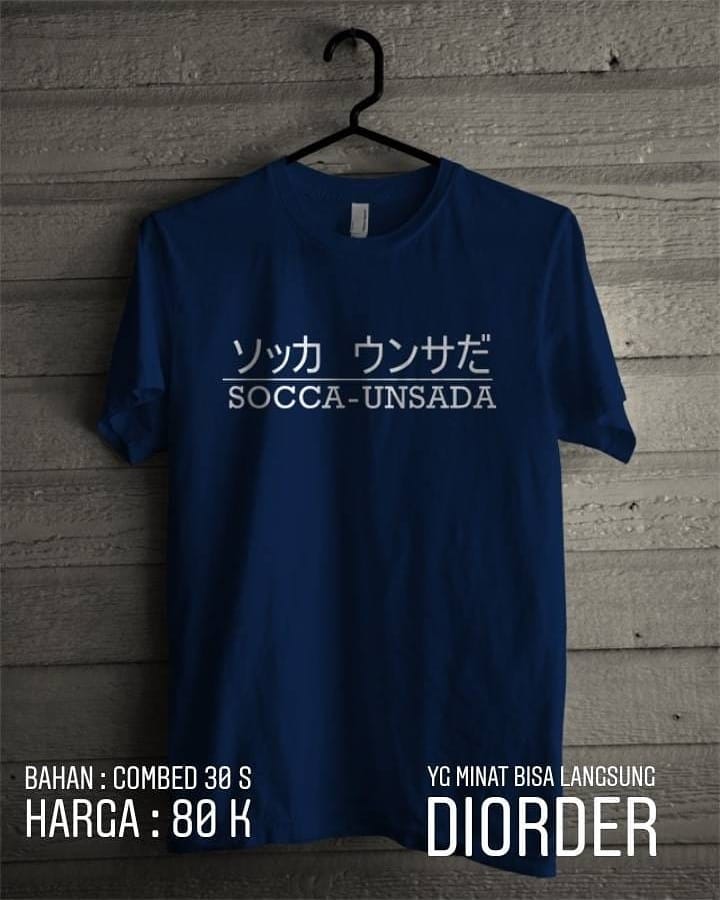 ソッカ ウンサだ
SOCCA-UNSADA
BAHAN : COMBED 30 S
HARGA : 80 K
YG MINAT BISA LANGSUNG
DIORDER